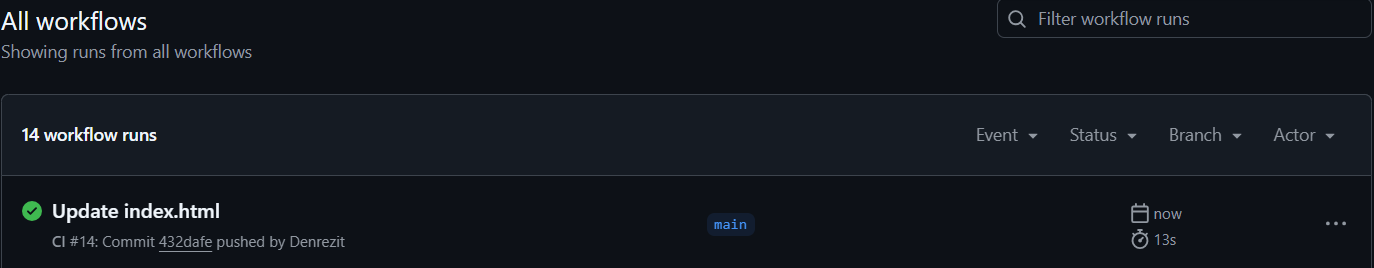 All workflows
Filter workflow runs
Showing runs from all workflows
14 workflow runs
Event Status Branch Actor
Update index.html
main
now
CI #14: Commit 432dafe pushed by Denrezit
13s